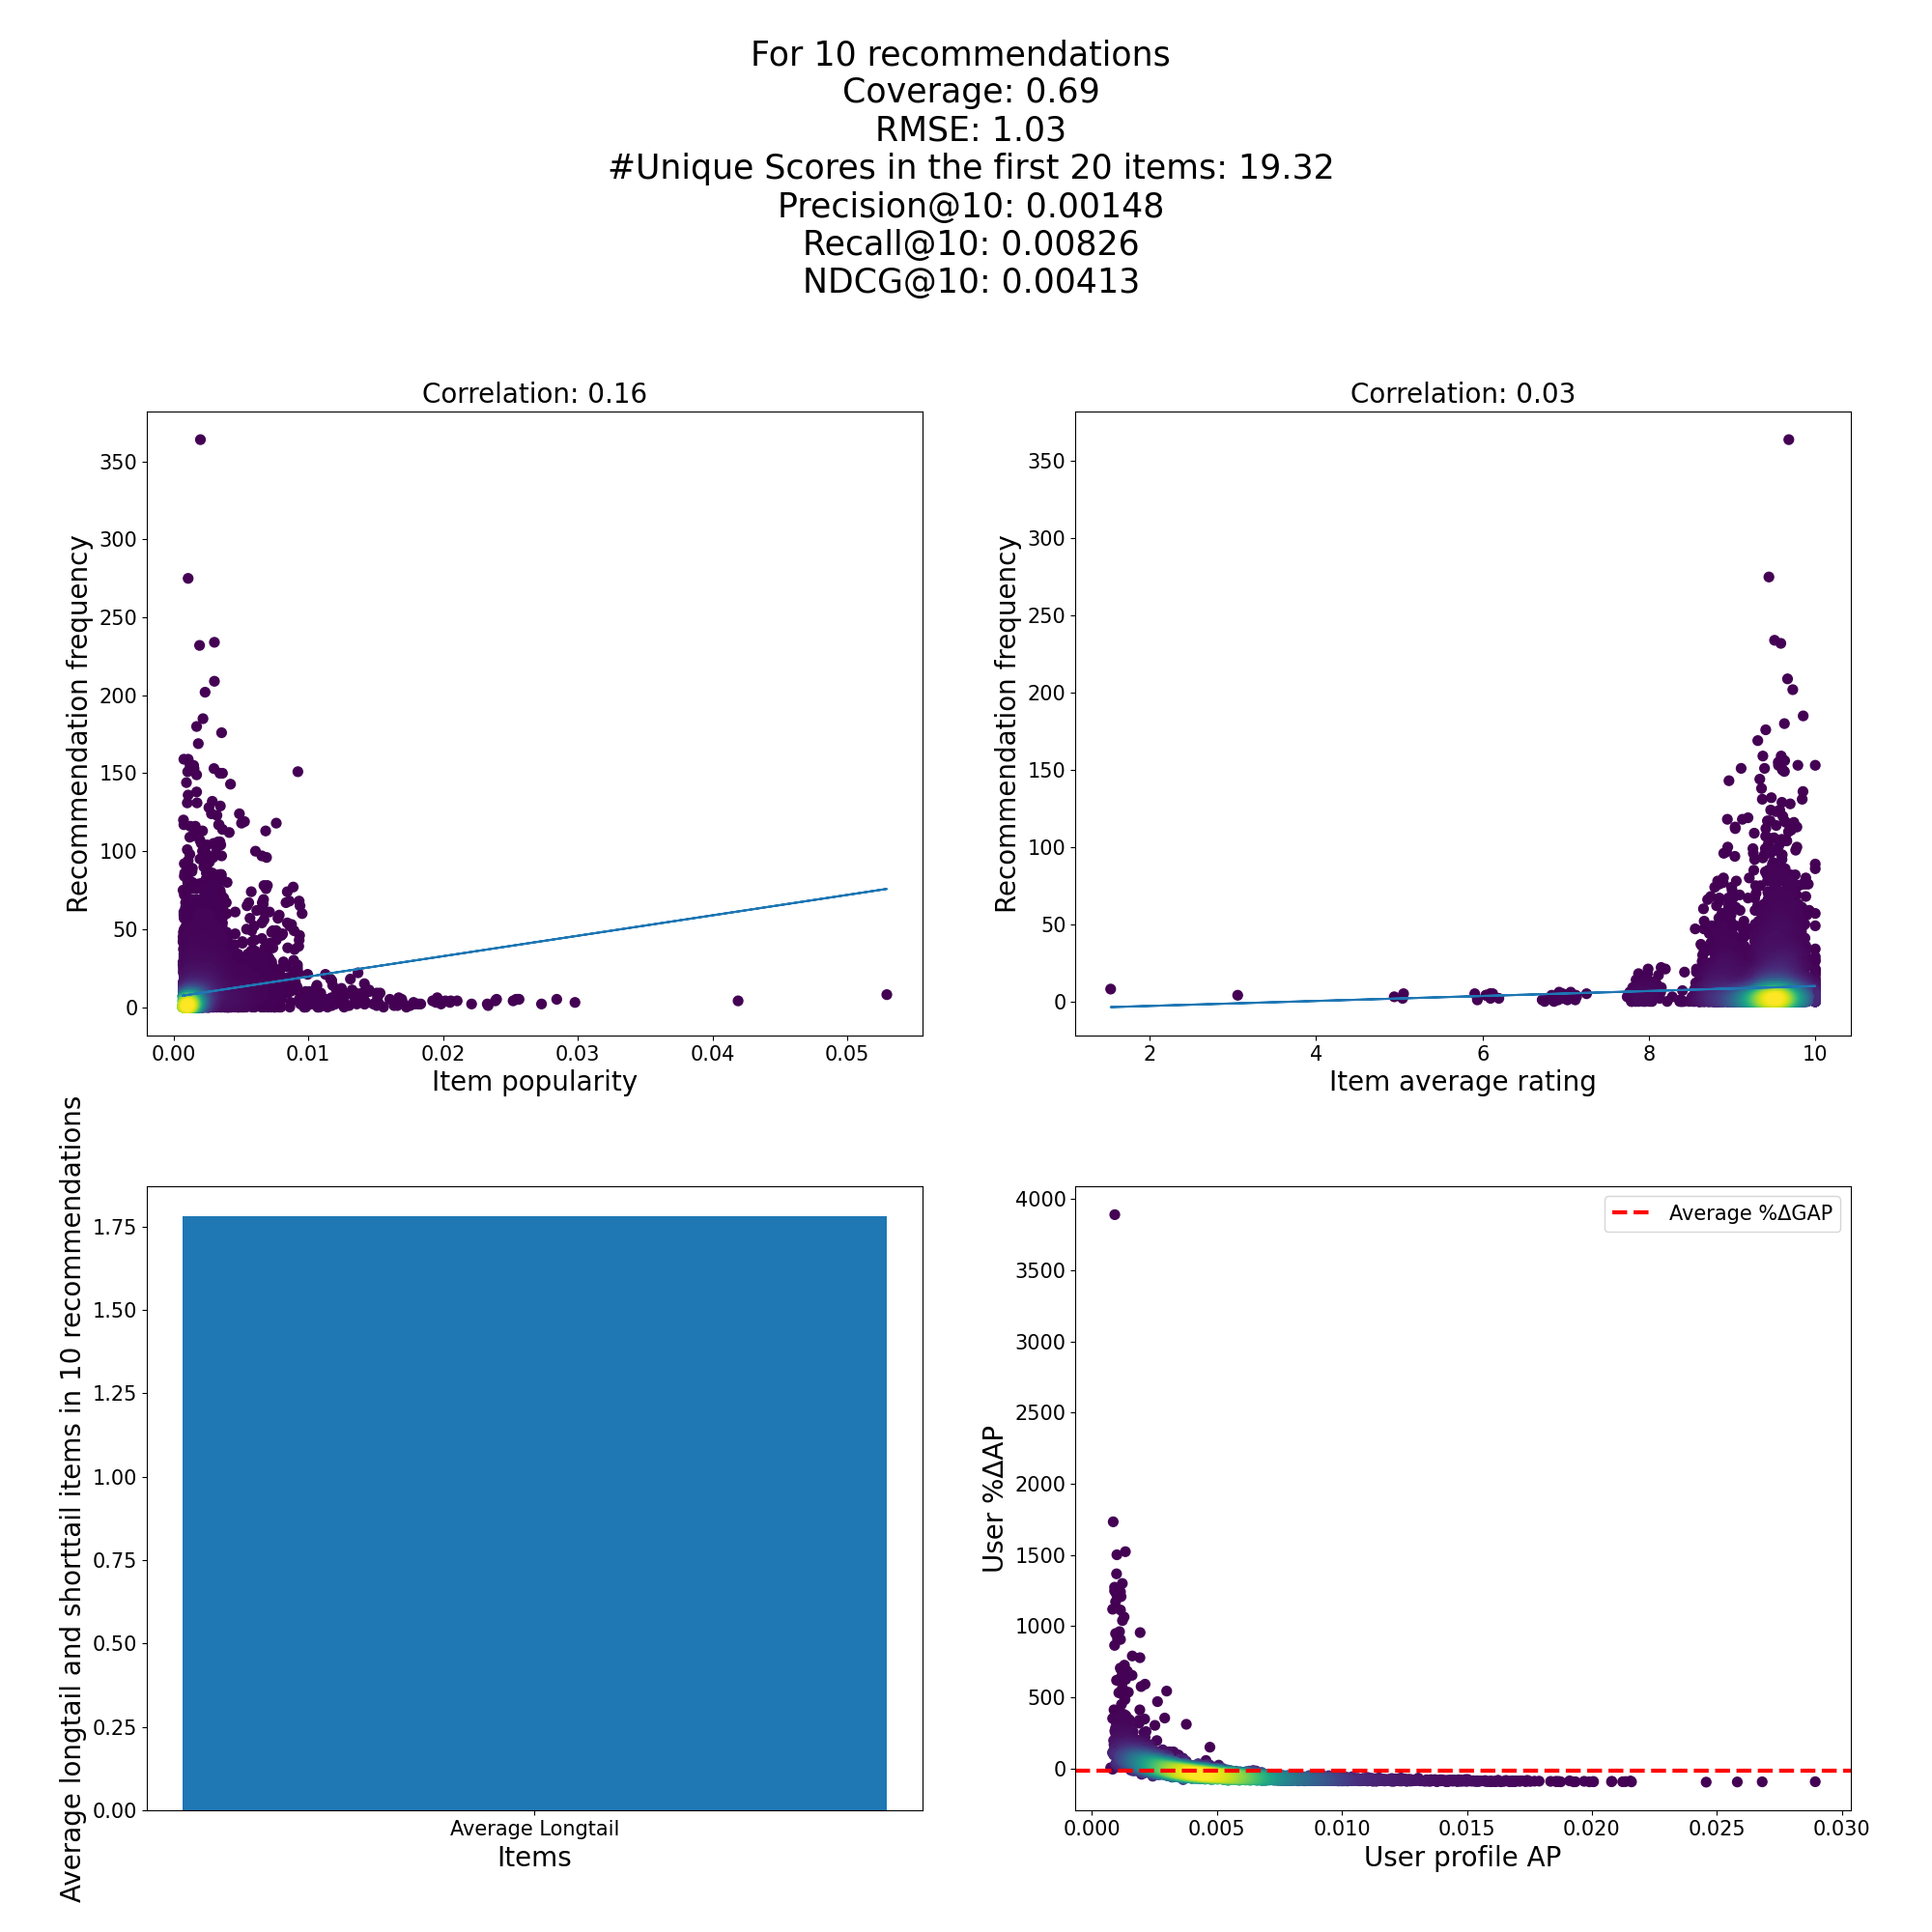 For 10 recommendations
Coverage: 0.69
RMSE: 1.03
#Unique Scores in the first 20 items: 19.32
Precision@10: 0.00148
Recall@10: 0.00826
NDCG@10: 0.00413
Correlation: 0.16
Recommendation frequency
350
300
250
200
150
100
50
0
0.00 0.01 0.02 0.03 0.04 0.05
Item popularity
Correlation: 0.03
Recommendation frequency
350
300
250
200
150
100
50
0
2 4 6 8 10
Item average rating
Average longtail and shorttail items in 10 recommendations
1.75
1.50
1.25
1.00
0.75
0.50
0.25
0.00
Average Longtail
Items
User %ΔAP
4000
3500
3000
2500
2000
1500
1000
500
0
Average %ΔGAP
0.000 0.005 0.010 0.015 0.020 0.025 0.030
User profile AP